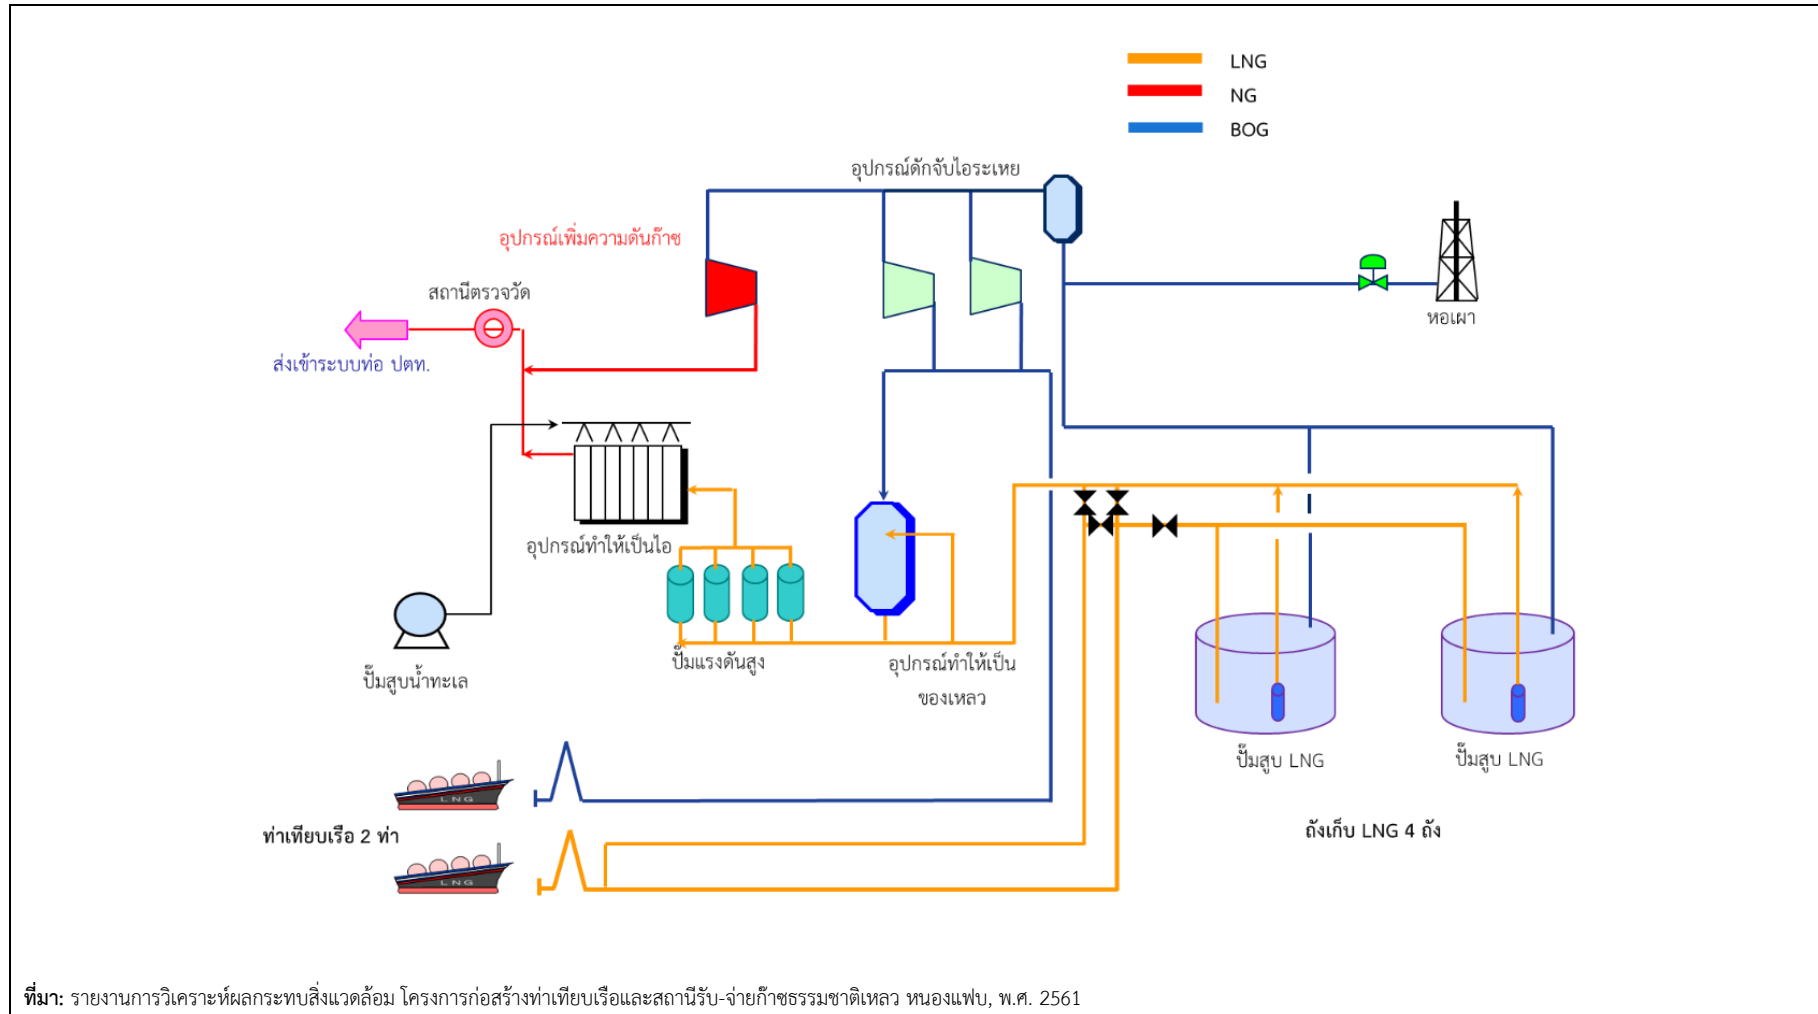 LNG
NG
BOG
อุปกรณ์ดักจับไอระเหย
อุปกรณ์เพิ่มความดันก๊าซ
สถานีตรวจวัด
หอเผา
ส่งเข้าระบบท่อ ปตท.
อุปกรณ์ทำให้เป็นไอ
ปั๊มแรงดันสูง
อุปกรณ์ทำให้เป็น
ของเหลว
ปั๊มสูบน้ำทะเล
ปั๊มสูบ LNG
ปั๊มสูบ LNG
LNG
ท่าเทียบเรือ 2 ท่า
ถังเก็บ LNG 4 ถัง
LNG
ที่มา: รายงานการวิเคราะห์ผลกระทบสิ่งแวดล้อม โครงการก่อสร้างท่าเทียบเรือและสถานีรับ-จ่ายก๊าซธรรมชาติเหลว หนองแฟบ, พ.ศ. 2561